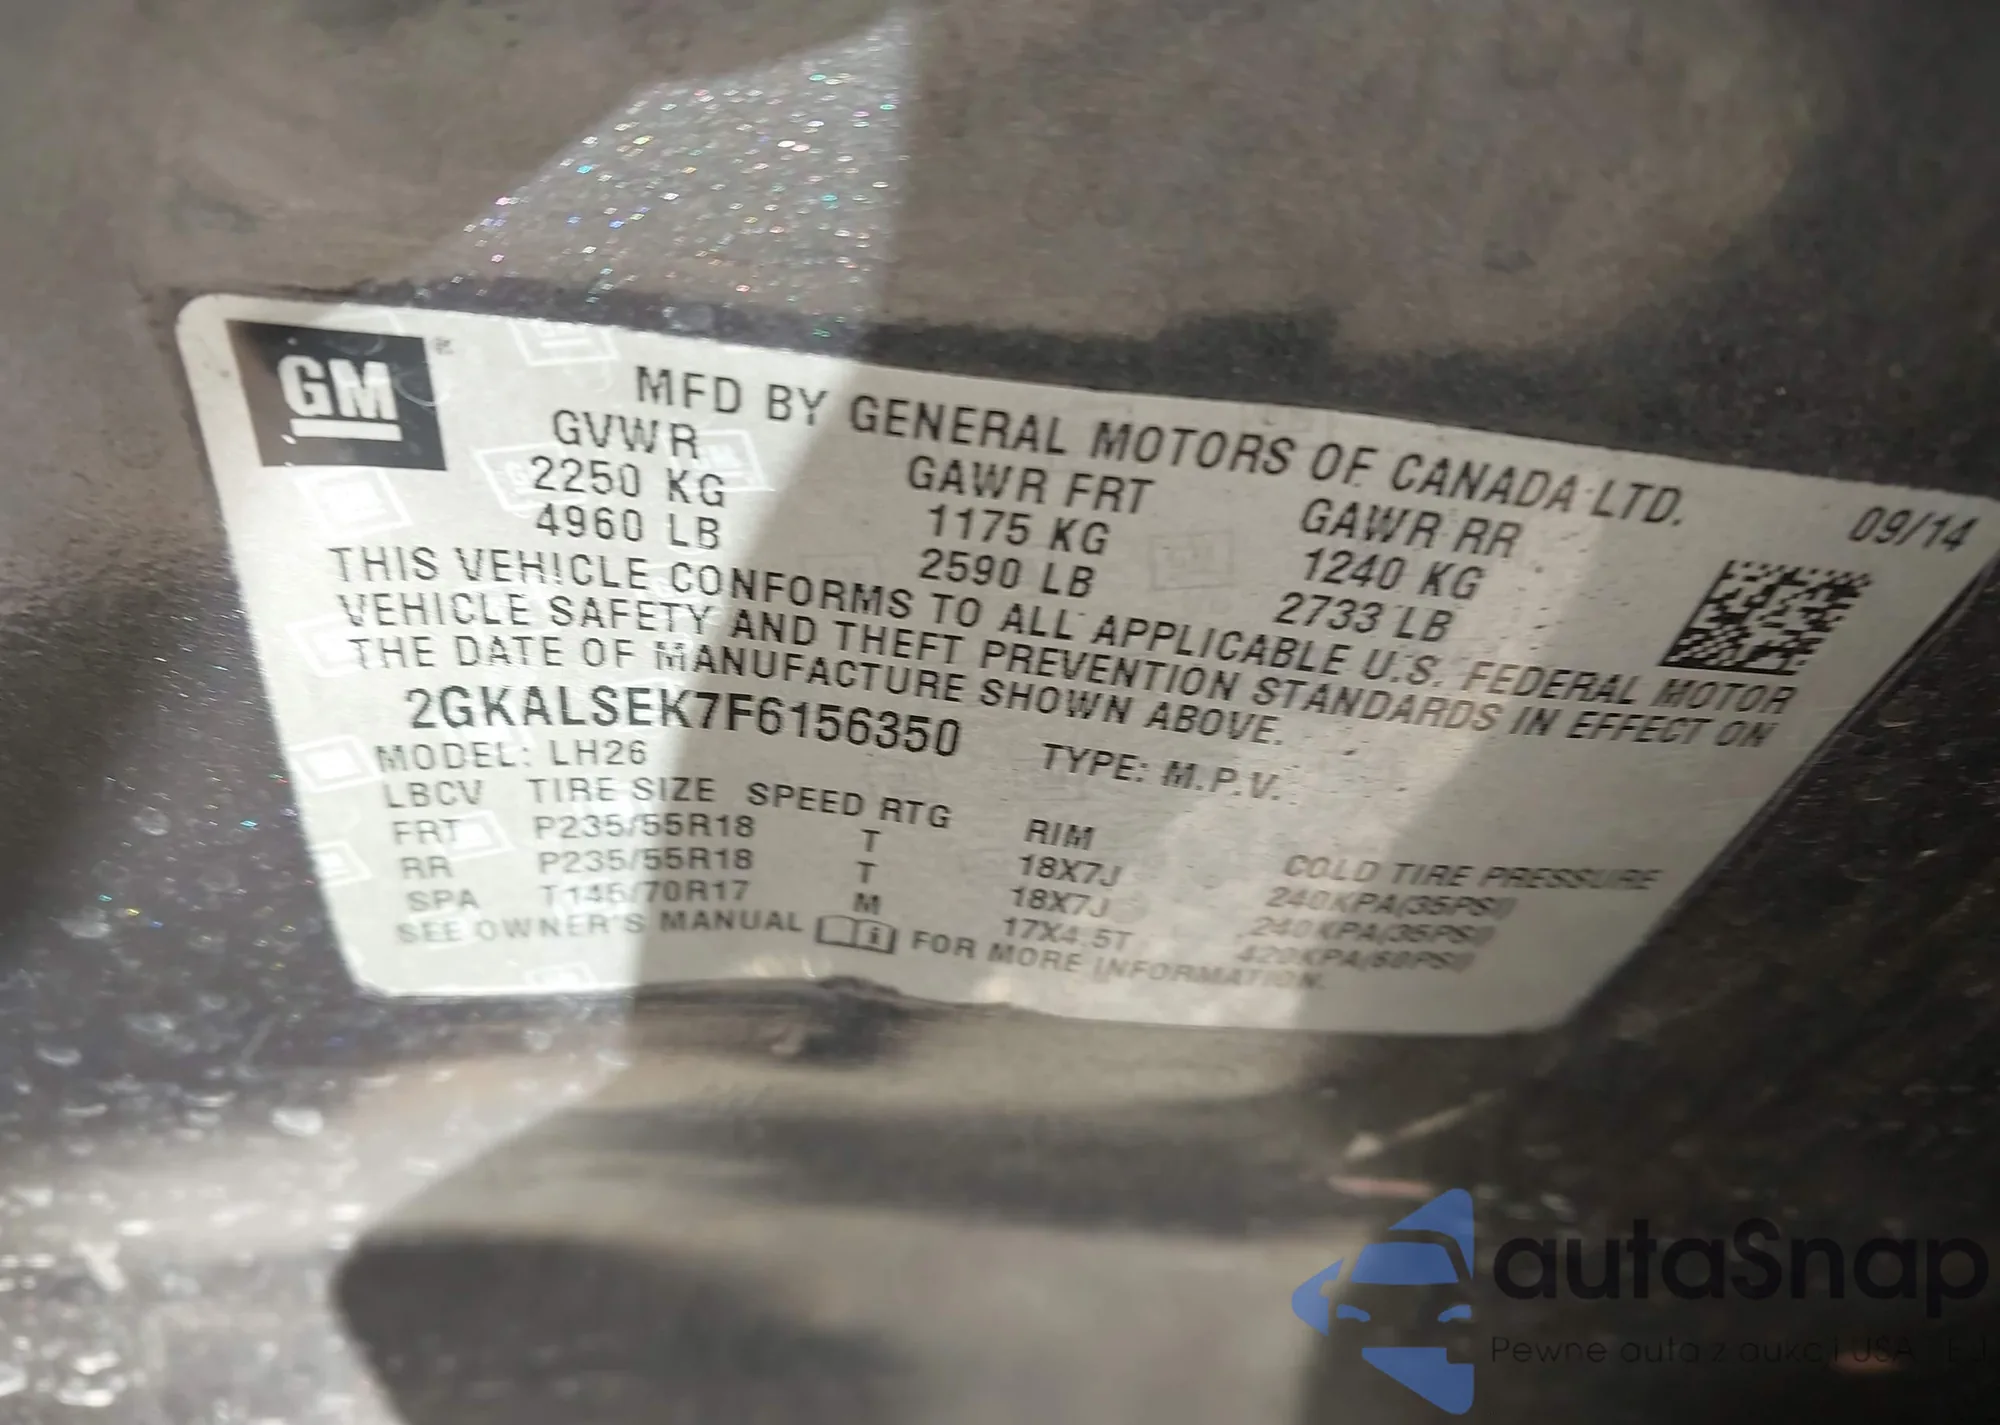 GM
MFD BY GENERAL MOTORS OF CANADA LTD.
GVWR GAWR FRT GAWR RR 09/14
2250 KG 1175 KG 1240 KG
4960 LB 2590 LB 2733 LB
THIS VEHICLE CONFORMS TO ALL APPLICABLE U.S. FEDERAL MOTOR
VEHICLE SAFETY AND THEFT PREVENTION STANDARDS IN EFFECT ON
THE DATE OF MANUFACTURE SHOWN ABOVE.
2GKALSEK7F6156350 TYPE: M.P.V.
MODEL: LH26
LBCV TIRE SIZE SPEED RTG RIM COLD TIRE PRESSURE
FRT P235/55R18 T 18X7J 240KPA(35PSI)
RR P235/55R18 T 18X7J 240KPA(35PSI)
SPA T145/70R17 M 17X4.5T 420KPA(60PSI)
SEE OWNER'S MANUAL FOR MORE INFORMATION.
autaSnap
Pewne auta z aukcji USA